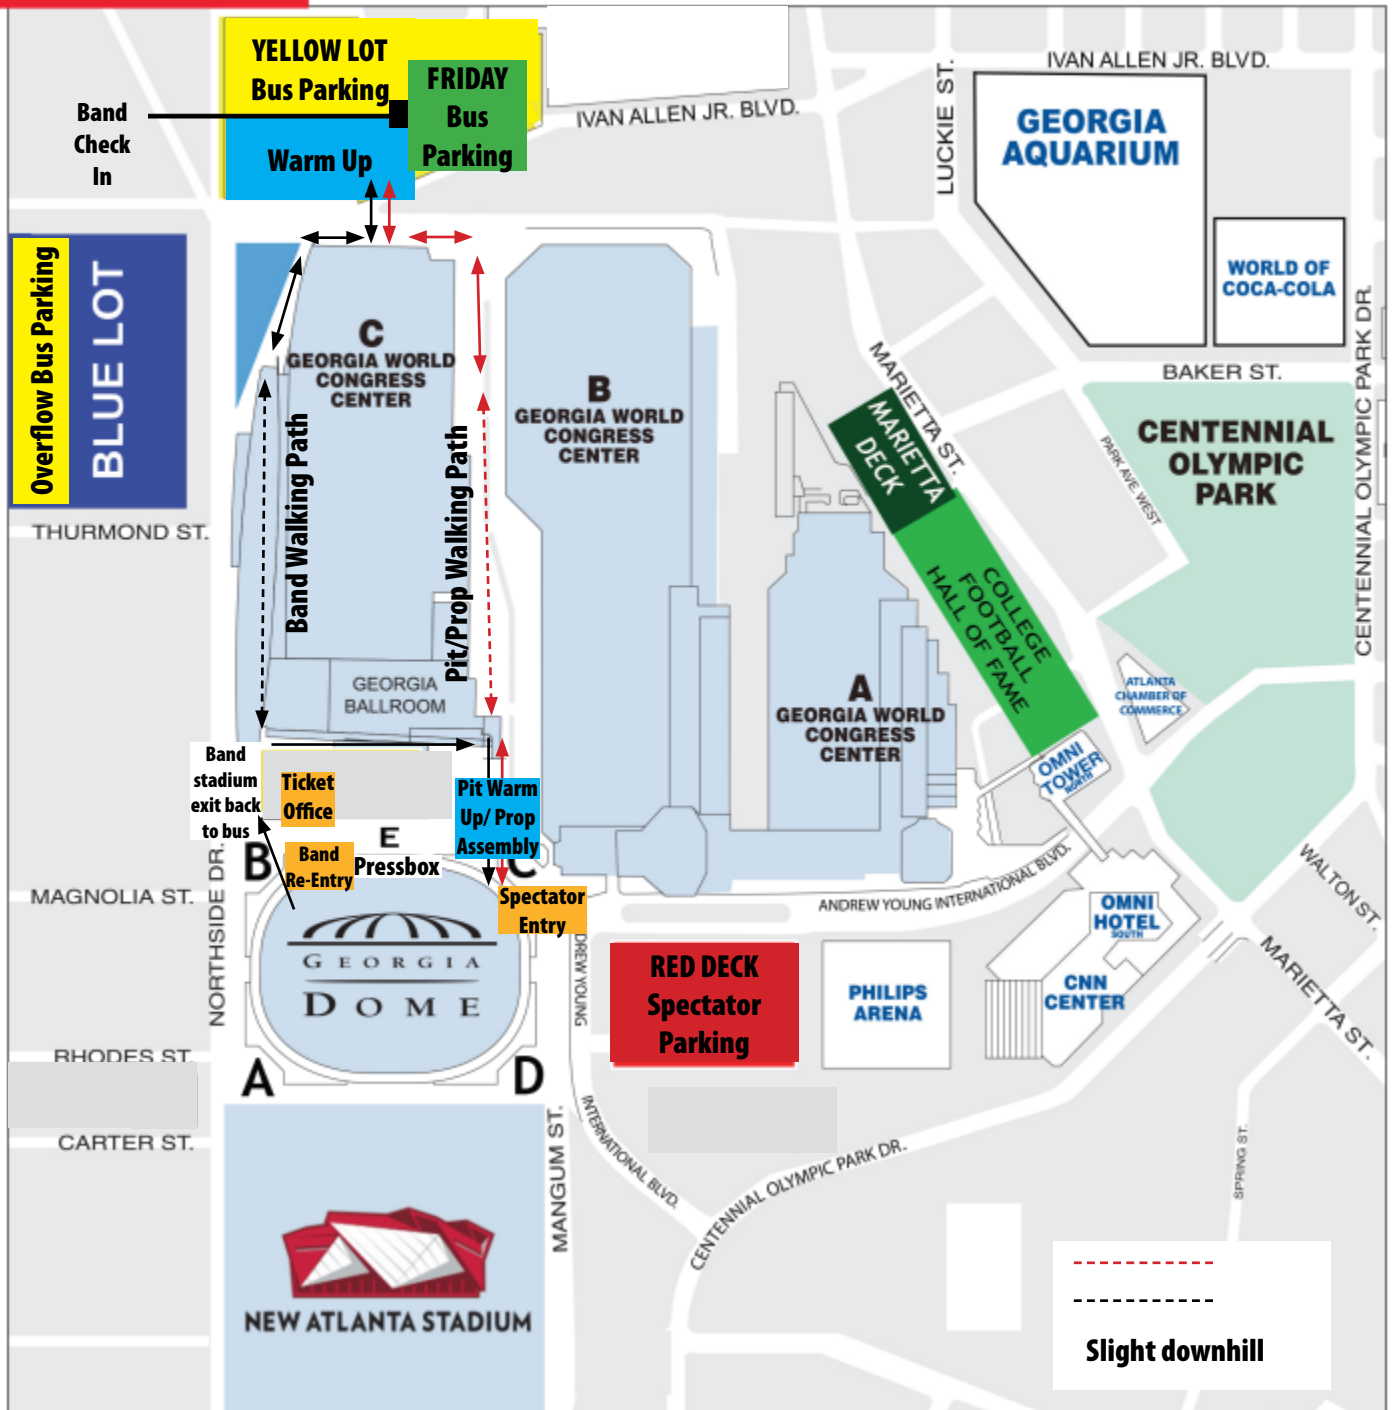 YELLOW LOT
Bus Parking
FRIDAY
Bus
Parking
Band
Check
In
Warm Up
IVAN ALLEN JR. BLVD.
IVAN ALLEN JR. BLVD.
LUCKIE ST.
GEORGIA
AQUARIUM
WORLD OF
COCA-COLA
Overflow Bus Parking
BLUE LOT
C
GEORGIA WORLD
CONGRESS
CENTER
B
GEORGIA WORLD
CONGRESS
CENTER
MARIETTA ST.
MARIETTA
DECK
BAKER ST.
CENTENNIAL
OLYMPIC
PARK
PARK AVE. WEST
CENTENNIAL OLYMPIC PARK DR.
Band Walking Path
Pit/Prop Walking Path
THURMOND ST.
COLLEGE
FOOTBALL
HALL OF FAME
GEORGIA
BALLROOM
A
GEORGIA WORLD
CONGRESS
CENTER
ATLANTA
CHAMBER OF
COMMERCE
OMNI
TOWER
NORTH
Band
stadium
exit back
to bus
Ticket
Office
Pit Warm
Up/ Prop
Assembly
E
Pressbox
B
Band
Re-Entry
C
Spectator
Entry
MAGNOLIA ST.
NORTHSIDE DR.
GEORGIA
DOME
ANDREW YOUNG INTERNATIONAL BLVD.
OMNI
HOTEL
SOUTH
CNN
CENTER
WALTON ST.
MARIETTA ST.
DREW YOUNG
INTERNATIONAL BLVD.
RED DECK
Spectator
Parking
PHILIPS
ARENA
RHODES ST.
A
D
CARTER ST.
MANGUM ST.
CENTENNIAL OLYMPIC PARK DR.
SPRING ST.
NEW ATLANTA STADIUM
Slight downhill